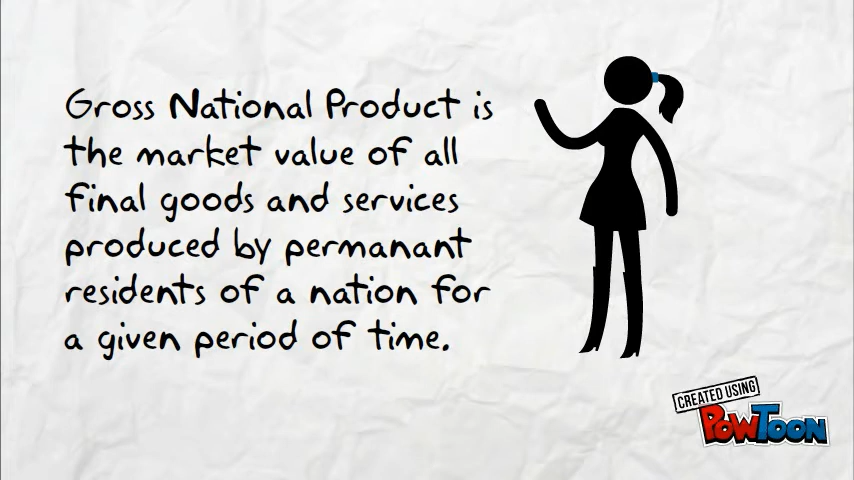 Gross National Product is
the market value of all
final goods and services
produced by permanant
residents of a nation for
a given period of time.
CREATED USING
POWTOON